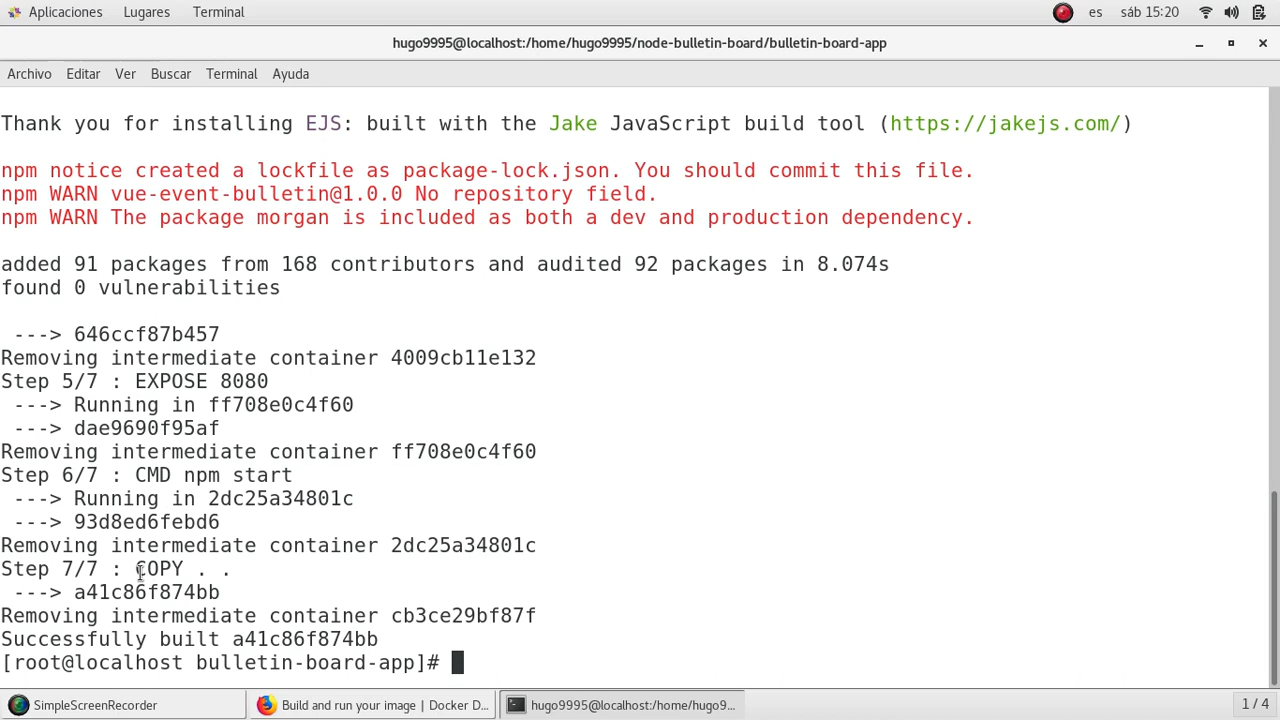 Aplicaciones Lugares Terminal es sáb 15:20
hugo9995@localhost:/home/hugo9995/node-bulletin-board/bulletin-board-app
Archivo Editar Ver Buscar Terminal Ayuda
Thank you for installing EJS: built with the Jake JavaScript build tool (https://jakejs.com/)
npm notice created a lockfile as package-lock.json. You should commit this file.
npm WARN vue-event-bulletin@1.0.0 No repository field.
npm WARN The package morgan is included as both a dev and production dependency.
added 91 packages from 168 contributors and audited 92 packages in 8.074s
found 0 vulnerabilities
---> 646ccf87b457
Removing intermediate container 4009cb11e132
Step 5/7 : EXPOSE 8080
---> Running in ff708e0c4f60
---> dae9690f95af
Removing intermediate container ff708e0c4f60
Step 6/7 : CMD npm start
---> Running in 2dc25a34801c
---> 93d8ed6febd6
Removing intermediate container 2dc25a34801c
Step 7/7 : COPY . .
---> a41c86f874bb
Removing intermediate container cb3ce29bf87f
Successfully built a41c86f874bb
[root@localhost bulletin-board-app]#
SimpleScreenRecorder Build and run your image | Docker D... hugo9995@localhost:/home/hugo9... 1 / 4